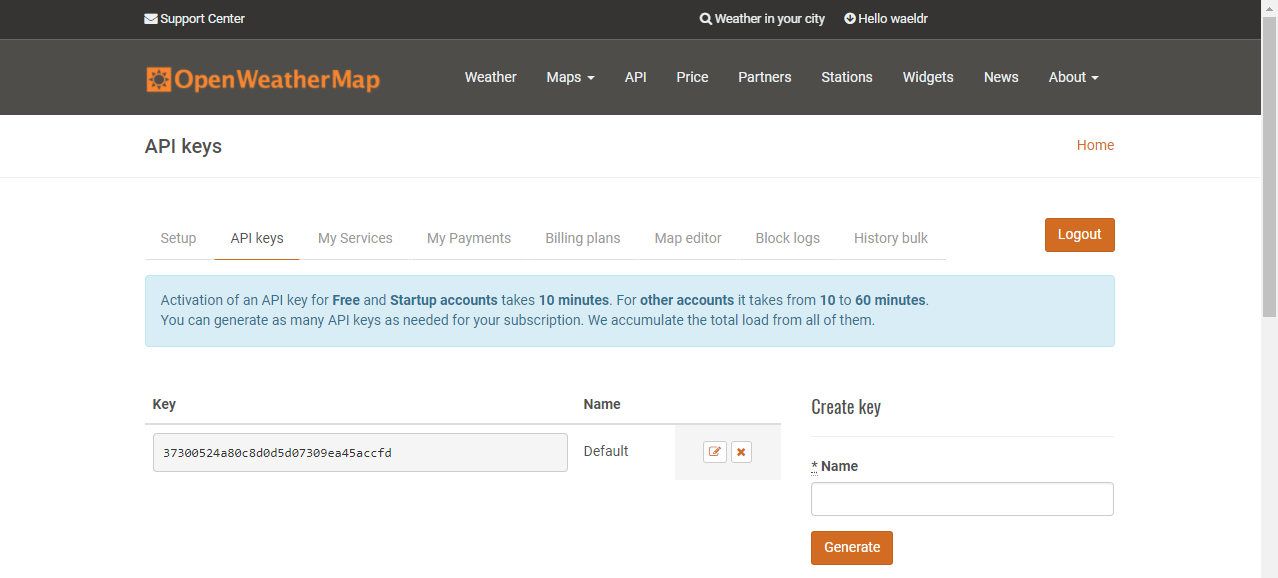 Support Center
Weather in your city
Hello waeldr
OpenWeatherMap
Weather
Maps
API
Price
Partners
Stations
Widgets
News
About
API keys
Home
Setup
API keys
My Services
My Payments
Billing plans
Map editor
Block logs
History bulk
Logout
Activation of an API key for Free and Startup accounts takes 10 minutes. For other accounts it takes from 10 to 60 minutes.
You can generate as many API keys as needed for your subscription. We accumulate the total load from all of them.
Key
Name
37300524a80c8d0d5d07309ea45accfd
Default
Create key
* Name
Generate